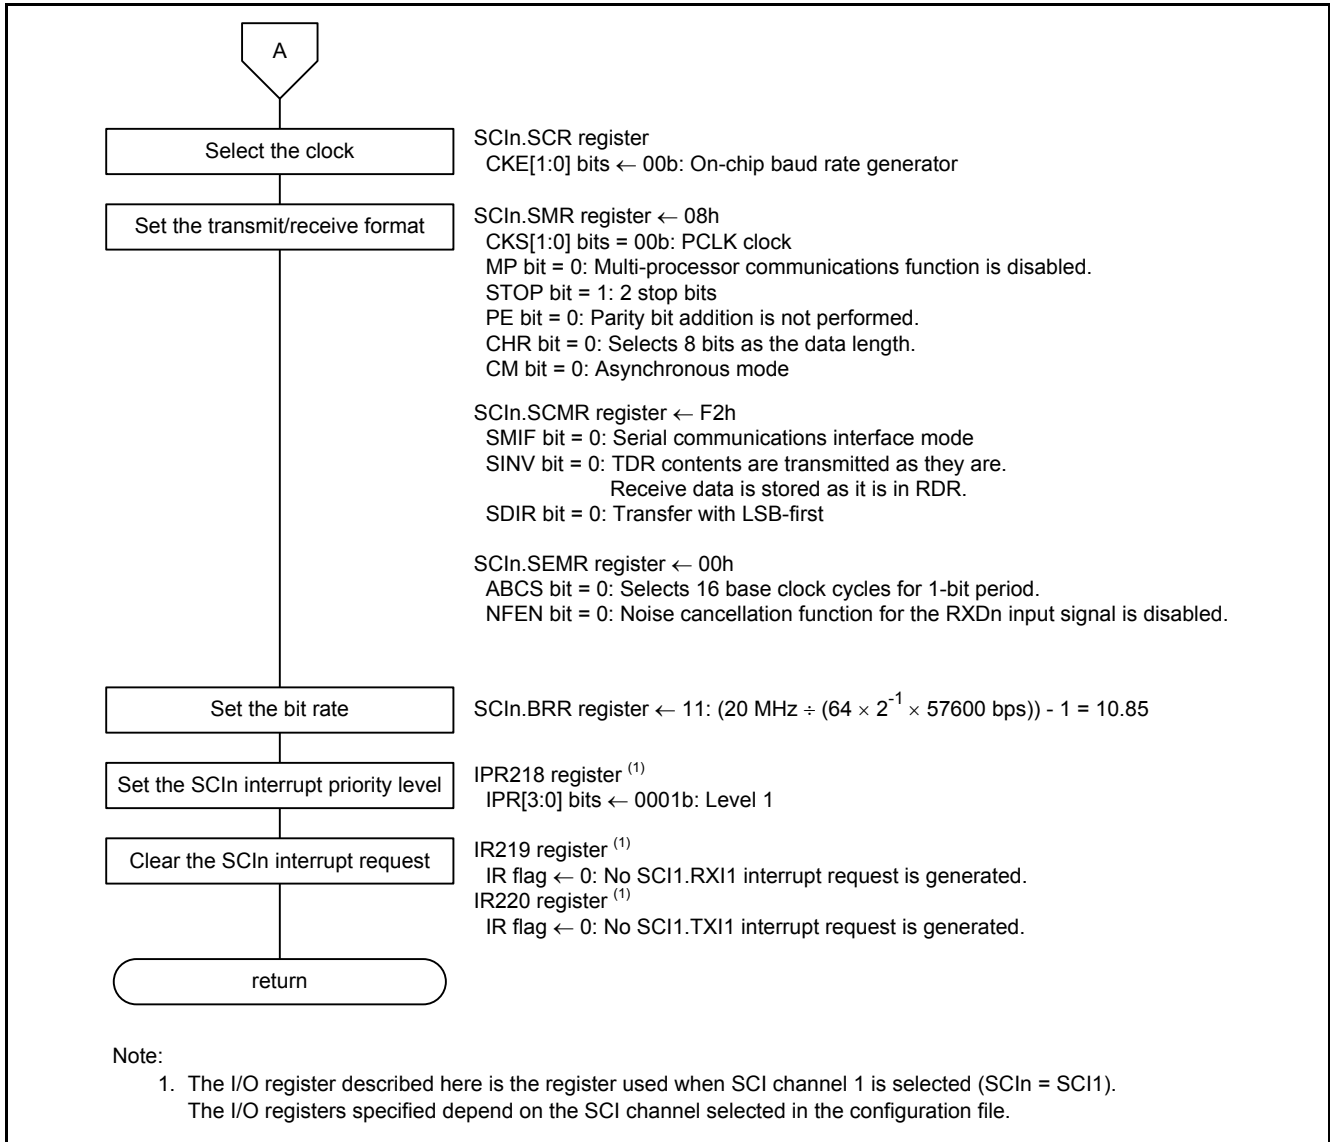 A
Select the clock
SCIn.SCR register
CKE[1:0] bits ← 00b: On-chip baud rate generator
Set the transmit/receive format
SCIn.SMR register ← 08h
CKS[1:0] bits = 00b: PCLK clock
MP bit = 0: Multi-processor communications function is disabled.
STOP bit = 1: 2 stop bits
PE bit = 0: Parity bit addition is not performed.
CHR bit = 0: Selects 8 bits as the data length.
CM bit = 0: Asynchronous mode
SCIn.SCMR register ← F2h
SMIF bit = 0: Serial communications interface mode
SINV bit = 0: TDR contents are transmitted as they are.
Receive data is stored as it is in RDR.
SDIR bit = 0: Transfer with LSB-first
SCIn.SEMR register ← 00h
ABCS bit = 0: Selects 16 base clock cycles for 1-bit period.
NFEN bit = 0: Noise cancellation function for the RXDn input signal is disabled.
Set the bit rate
SCIn.BRR register ← 11: (20 MHz ÷ (64 × 2⁻¹ × 57600 bps)) - 1 = 10.85
Set the SCIn interrupt priority level
IPR218 register (1)
IPR[3:0] bits ← 0001b: Level 1
Clear the SCIn interrupt request
IR219 register (1)
IR flag ← 0: No SCI1.RXI1 interrupt request is generated.
IR220 register (1)
IR flag ← 0: No SCI1.TXI1 interrupt request is generated.
return
Note:
1. The I/O register described here is the register used when SCI channel 1 is selected (SCIn = SCI1).
The I/O registers specified depend on the SCI channel selected in the configuration file.